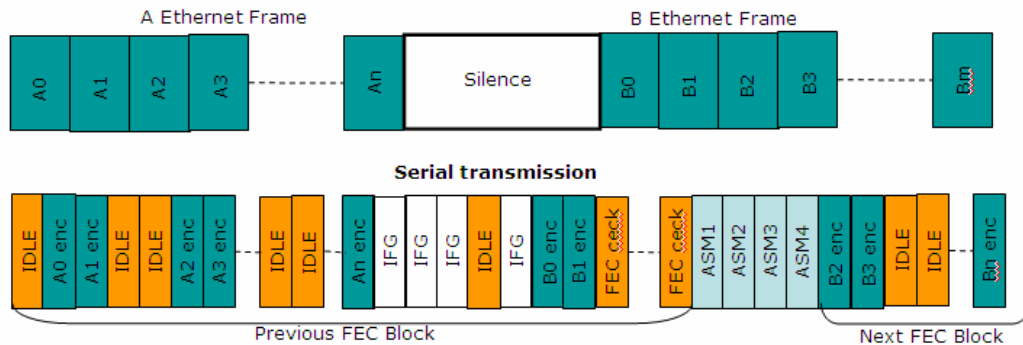 A Ethernet Frame
B Ethernet Frame
A0
A1
A2
A3
An
Silence
B0
B1
B2
B3
Bm
Serial transmission
IDLE
A0 enc
A1 enc
IDLE
IDLE
A2 enc
A3 enc
IDLE
IDLE
An enc
IFG
IFG
IFG
IDLE
IFG
B0 enc
B1 enc
FEC ceck
FEC ceck
ASM1
ASM2
ASM3
ASM4
B2 enc
B3 enc
IDLE
IDLE
Bn enc
Previous FEC Block
Next FEC Block